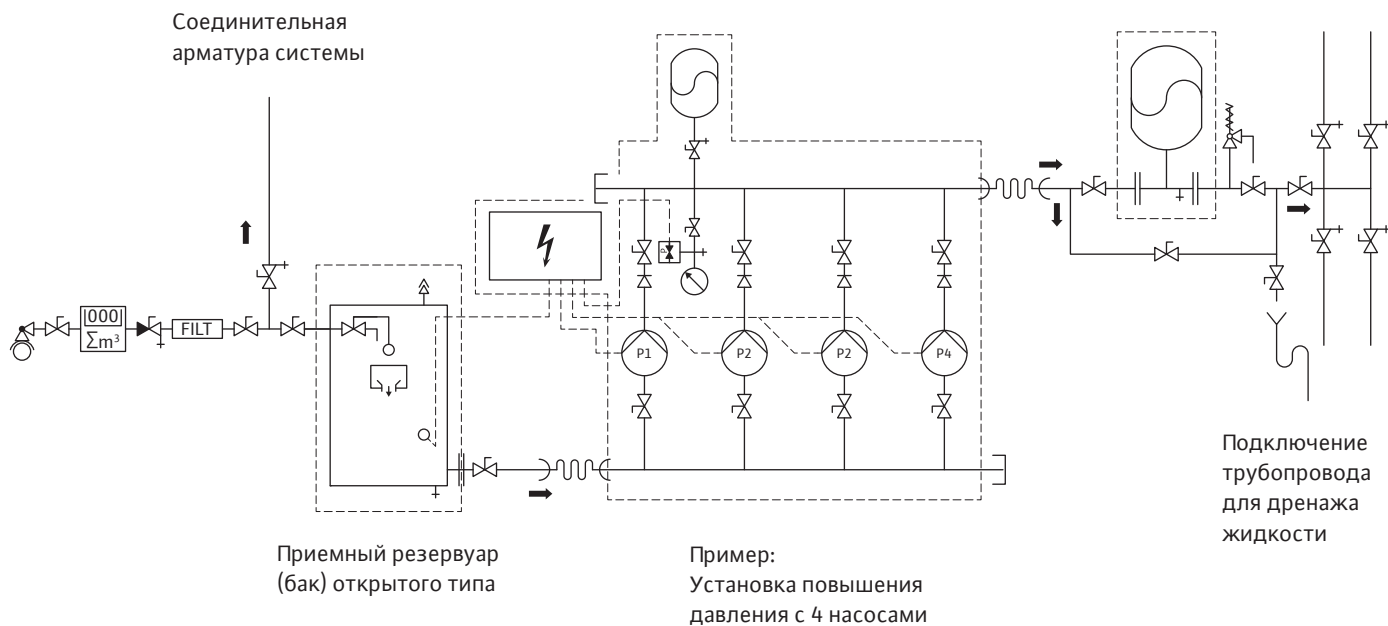 Соединительная
арматура системы
000
∑m³
FILT
P
P1
P2
P2
P4
Подключение
трубопровода
для дренажа
жидкости
Приемный резервуар
(бак) открытого типа
Пример:
Установка повышения
давления с 4 насосами